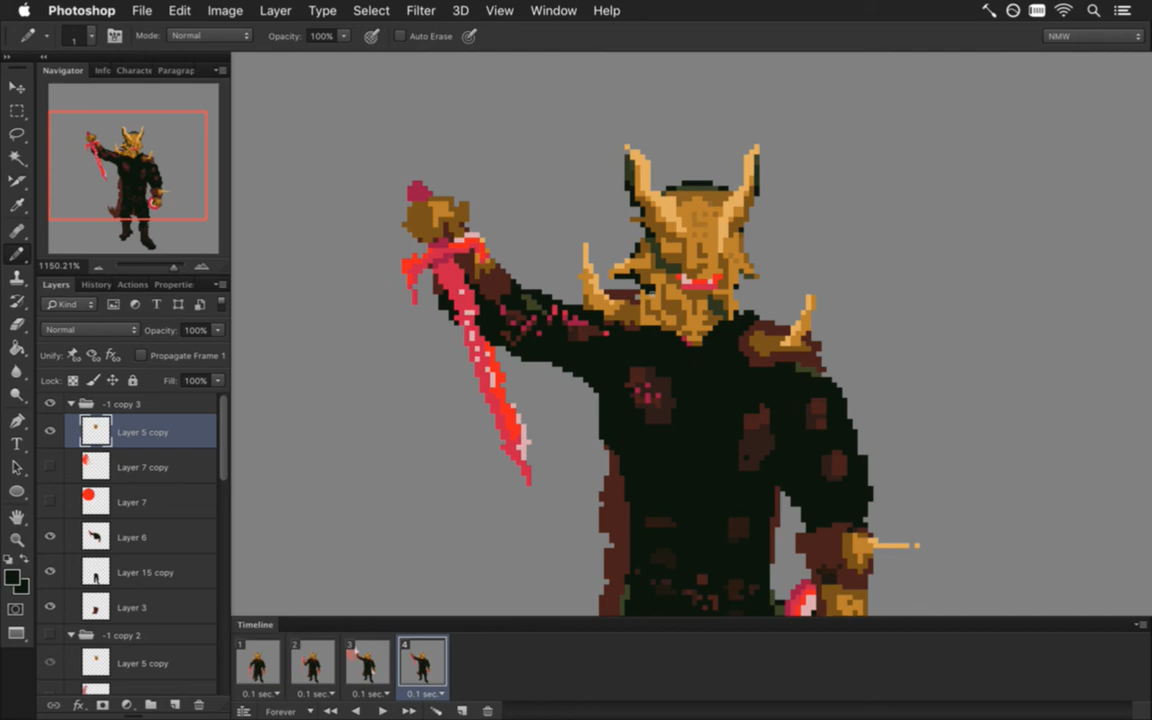 Photoshop File Edit Image Layer Type Select Filter 3D View Window Help
1 Mode: Normal Opacity: 100% Auto Erase NMW
Navigator Info Characte Paragrap
1150.21%
Layers History Actions Propertie
Kind
Normal Opacity: 100%
Unify: Propagate Frame 1
Lock: Fill: 100%
-1 copy 3
Layer 5 copy
Layer 7 copy
Layer 7
Layer 6
Layer 15 copy
Layer 3
-1 copy 2
Layer 5 copy
Timeline
1 2 3 4
0.1 sec. 0.1 sec. 0.1 sec. 0.1 sec.
Forever